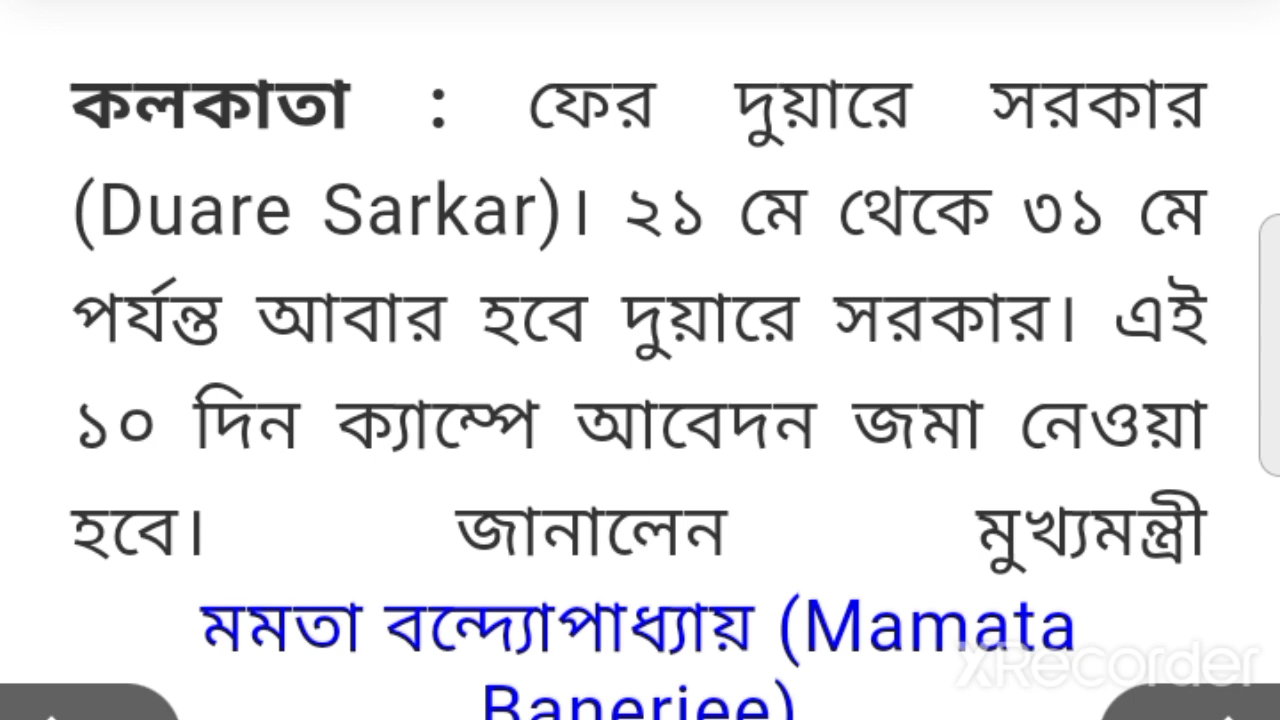 কলকাতা : ফের দুয়ারে সরকার
(Duare Sarkar)। ২১ মে থেকে ৩১ মে
পর্যন্ত আবার হবে দুয়ারে সরকার। এই
১০ দিন ক্যাম্পে আবেদন জমা নেওয়া
হবে। জানালেন মুখ্যমন্ত্রী
মমতা বন্দ্যোপাধ্যায় (Mamata
Banerjee)
XRecorder